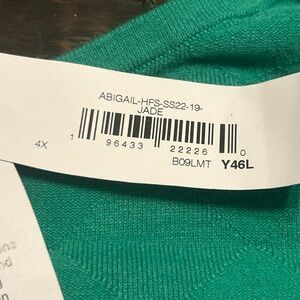 ABIGAIL-HFS-SS22-19-
JADE
4X
1 96433 22226 0
B09LMT Y46L